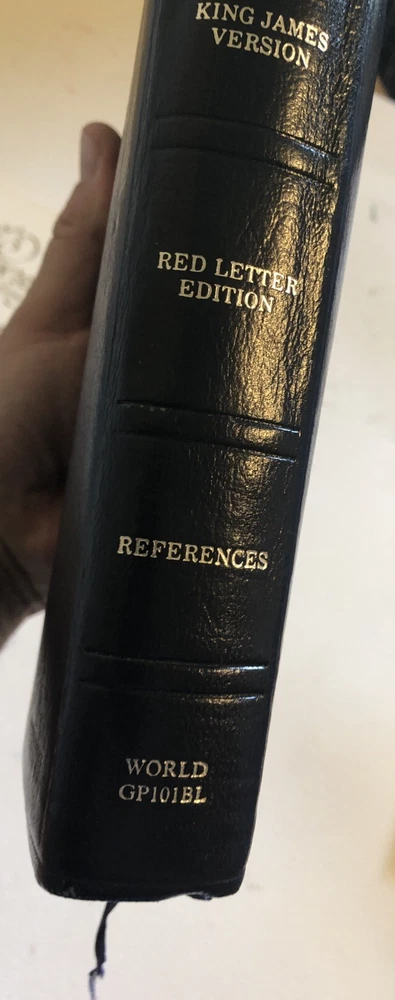 KING JAMES
VERSION
RED LETTER
EDITION
REFERENCES
WORLD
GP101BL